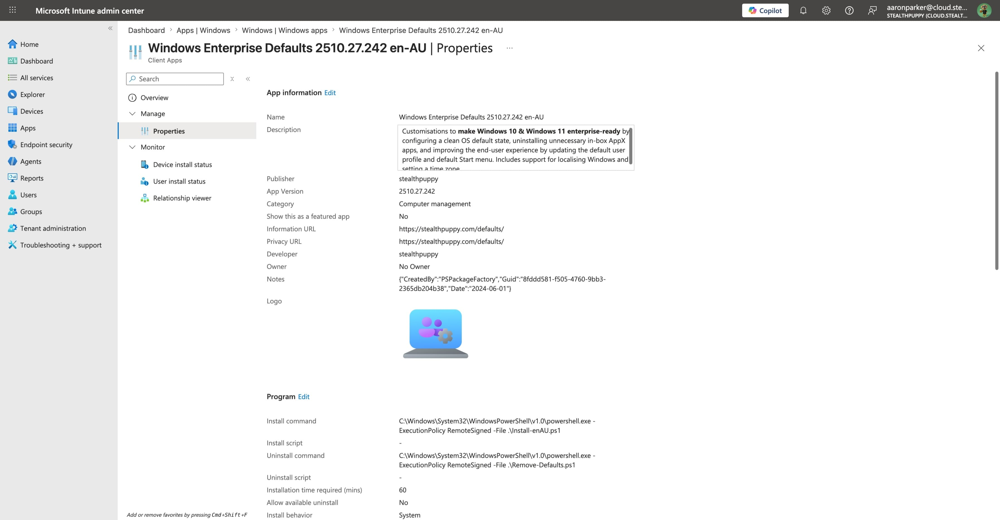 Microsoft Intune admin center
Copilot
aaronparker@cloud.ste...
STEALTHPUPPY (CLOUD.STEALT...
Home
Dashboard
All services
Explorer
Devices
Apps
Endpoint security
Agents
Reports
Users
Groups
Tenant administration
Troubleshooting + support
Dashboard > Apps | Windows > Windows | Windows apps > Windows Enterprise Defaults 2510.27.242 en-AU
Windows Enterprise Defaults 2510.27.242 en-AU | Properties ...
Client Apps
Search
Overview
Manage
Properties
Monitor
Device install status
User install status
Relationship viewer
Add or remove favorites by pressing Cmd+Shift+F
App information Edit
Name Windows Enterprise Defaults 2510.27.242 en-AU
Description Customisations to make Windows 10 & Windows 11 enterprise-ready by
configuring a clean OS default state, uninstalling unnecessary in-box AppX
apps, and improving the end-user experience by updating the default user
profile and default Start menu. Includes support for localising Windows and
setting a time zone
Publisher stealthpuppy
App Version 2510.27.242
Category Computer management
Show this as a featured app No
Information URL https://stealthpuppy.com/defaults/
Privacy URL https://stealthpuppy.com/defaults/
Developer stealthpuppy
Owner No Owner
Notes {"CreatedBy":"PSPackageFactory","Guid":"8fddd581-f505-4760-9bb3-
2365db204b38","Date":"2024-06-01"}
Logo
Program Edit
Install command C:\Windows\System32\WindowsPowerShell\v1.0\powershell.exe -
ExecutionPolicy RemoteSigned -File .\Install-enAU.ps1
Install script -
Uninstall command C:\Windows\System32\WindowsPowerShell\v1.0\powershell.exe -
ExecutionPolicy RemoteSigned -File .\Remove-Defaults.ps1
Uninstall script -
Installation time required (mins) 60
Allow available uninstall No
Install behavior System